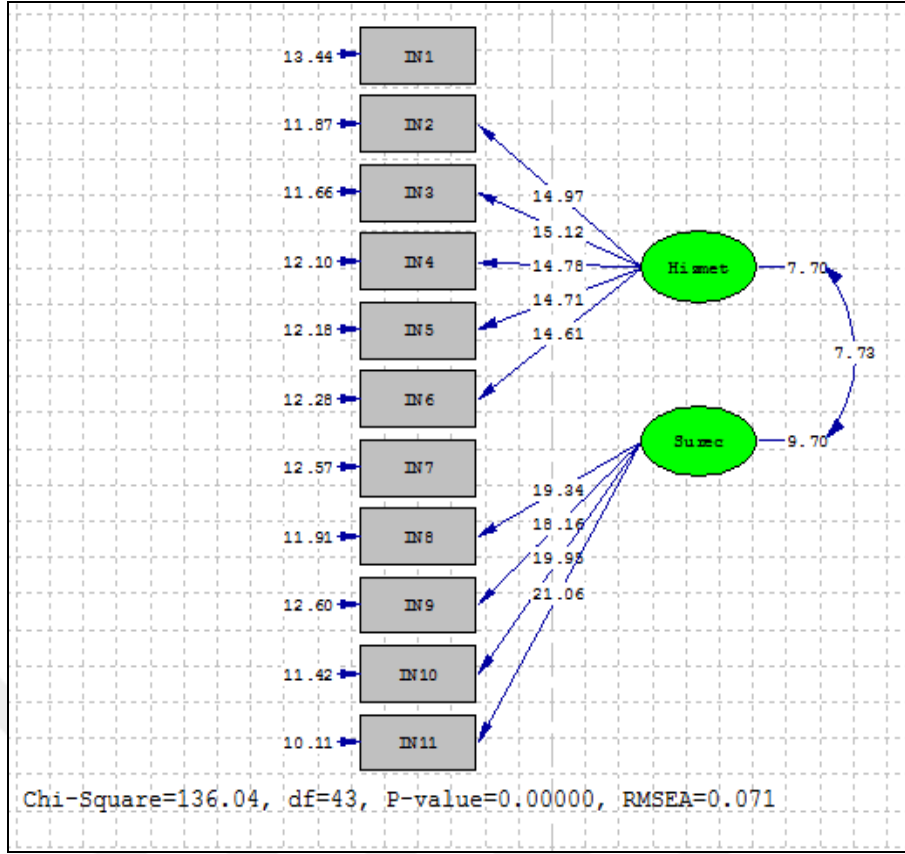 13.44 IN1
11.87 IN2
11.66 IN3
12.10 IN4
12.18 IN5
12.28 IN6
12.57 IN7
11.91 IN8
12.60 IN9
11.42 IN10
10.11 IN11
14.97
15.12
14.78
14.71
14.61
19.34
18.16
19.95
21.06
Hizmet
7.70
7.73
Surec
9.70
Chi-Square=136.04, df=43, P-value=0.00000, RMSEA=0.071